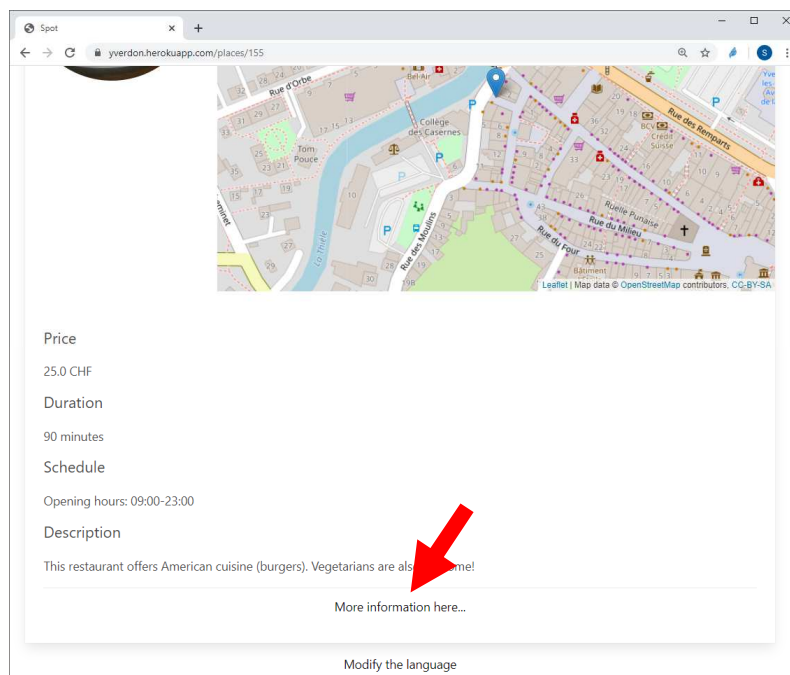 Spot
yverdon.herokuapp.com/places/155
S
Rue d'Orbe
Bel-Air
Collège
des Casernes
Tom
Pouce
La Thièle
Rue des Moulins
BCV
Crédit
Suisse
Rue des Remparts
Ruelle Punaise
Rue du Milieu
Rue du Four
Bâtiment
Leaflet | Map data © OpenStreetMap contributors, CC-BY-SA
Price
25.0 CHF
Duration
90 minutes
Schedule
Opening hours: 09:00-23:00
Description
This restaurant offers American cuisine (burgers). Vegetarians are als ome!
More information here...
Modify the language